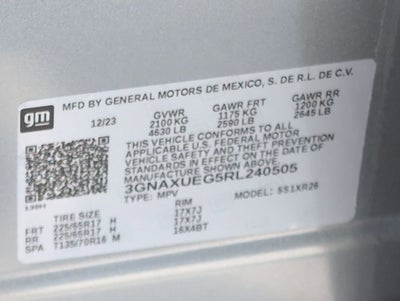 gm
MFD BY GENERAL MOTORS DE MEXICO, S. DE R.L. DE C.V.
12/23 GVWR GAWR FRT GAWR RR
2100 KG 1175 KG 1200 KG
4630 LB 2590 LB 2645 LB
THIS VEHICLE CONFORMS TO ALL
APPLICABLE U.S. FEDERAL MOTOR
VEHICLE SAFETY AND THEFT PREVENTION
STANDARDS IN EFFECT ON THE DATE OF
MANUFACTURE SHOWN ABOVE.
3GNAXUEG5RL240505
TYPE: MPV MODEL: 551XR26
TIRE SIZE RIM
FRT 225/65R17 H 17X7J
RR 225/65R17 H 17X7J
SPA T135/70R16 M 16X4BT